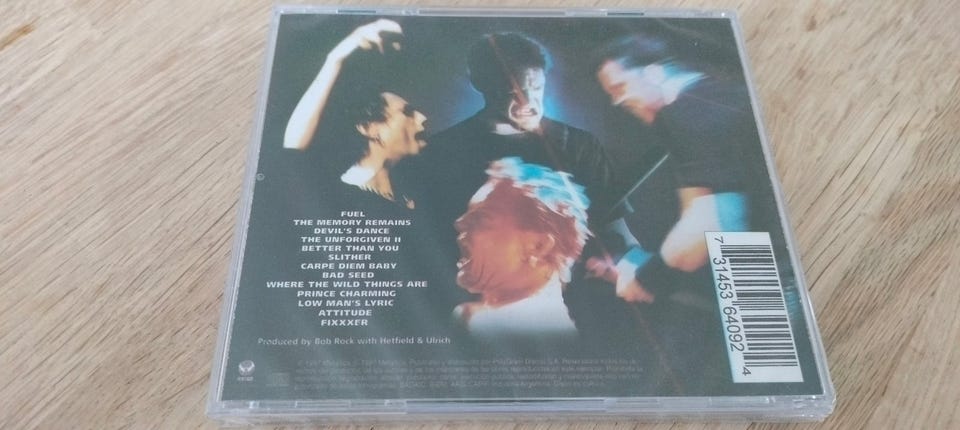 FUEL
THE MEMORY REMAINS
DEVIL'S DANCE
THE UNFORGIVEN II
BETTER THAN YOU
SLITHER
CARPE DIEM BABY
BAD SEED
WHERE THE WILD THINGS ARE
PRINCE CHARMING
LOW MAN'S LYRIC
ATTITUDE
FIXXXER
Produced by Bob Rock with Hetfield & Ulrich
7 31453 64092 4